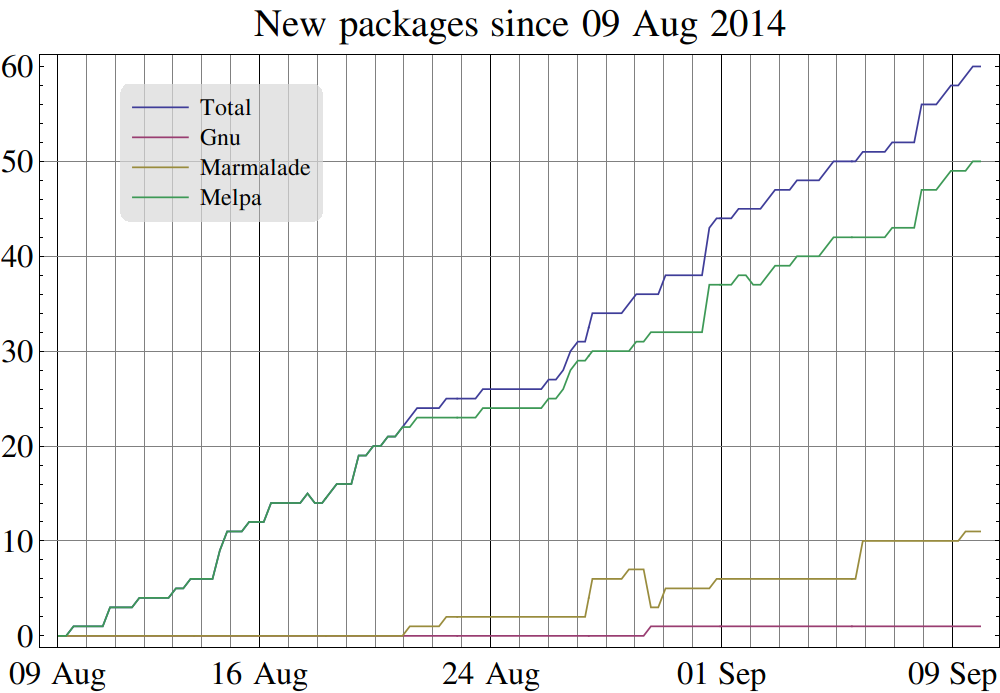 New packages since 09 Aug 2014
60
50
40
30
20
10
0
Total
Gnu
Marmalade
Melpa
09 Aug 16 Aug 24 Aug 01 Sep 09 Sep